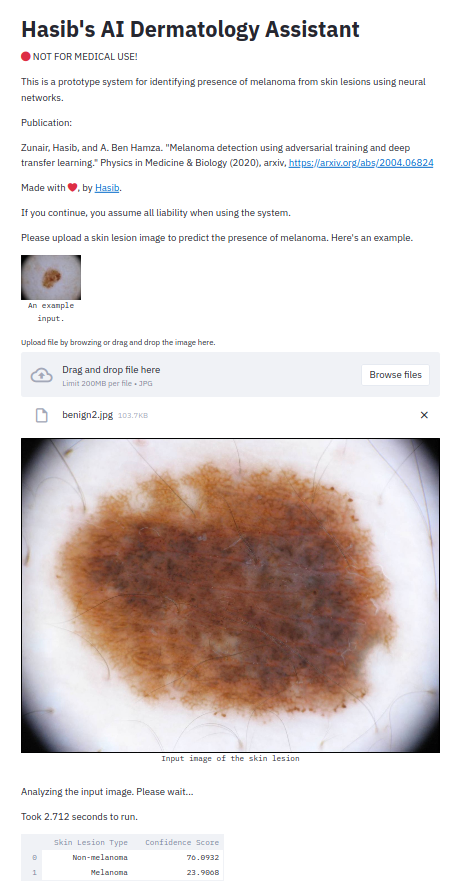 Hasib's AI Dermatology Assistant
NOT FOR MEDICAL USE!
This is a prototype system for identifying presence of melanoma from skin lesions using neural
networks.
Publication:
Zunair, Hasib, and A. Ben Hamza. "Melanoma detection using adversarial training and deep
transfer learning." Physics in Medicine & Biology (2020), arxiv, https://arxiv.org/abs/2004.06824
Made with ❤️, by Hasib.
If you continue, you assume all liability when using the system.
Please upload a skin lesion image to predict the presence of melanoma. Here's an example.
An example
input.
Upload file by browzing or drag and drop the image here.
Drag and drop file here
Limit 200MB per file • JPG
Browse files
benign2.jpg 103.7KB
Input image of the skin lesion
Analyzing the input image. Please wait...
Took 2.712 seconds to run.
Skin Lesion Type Confidence Score
0 Non-melanoma 76.0932
1 Melanoma 23.9068